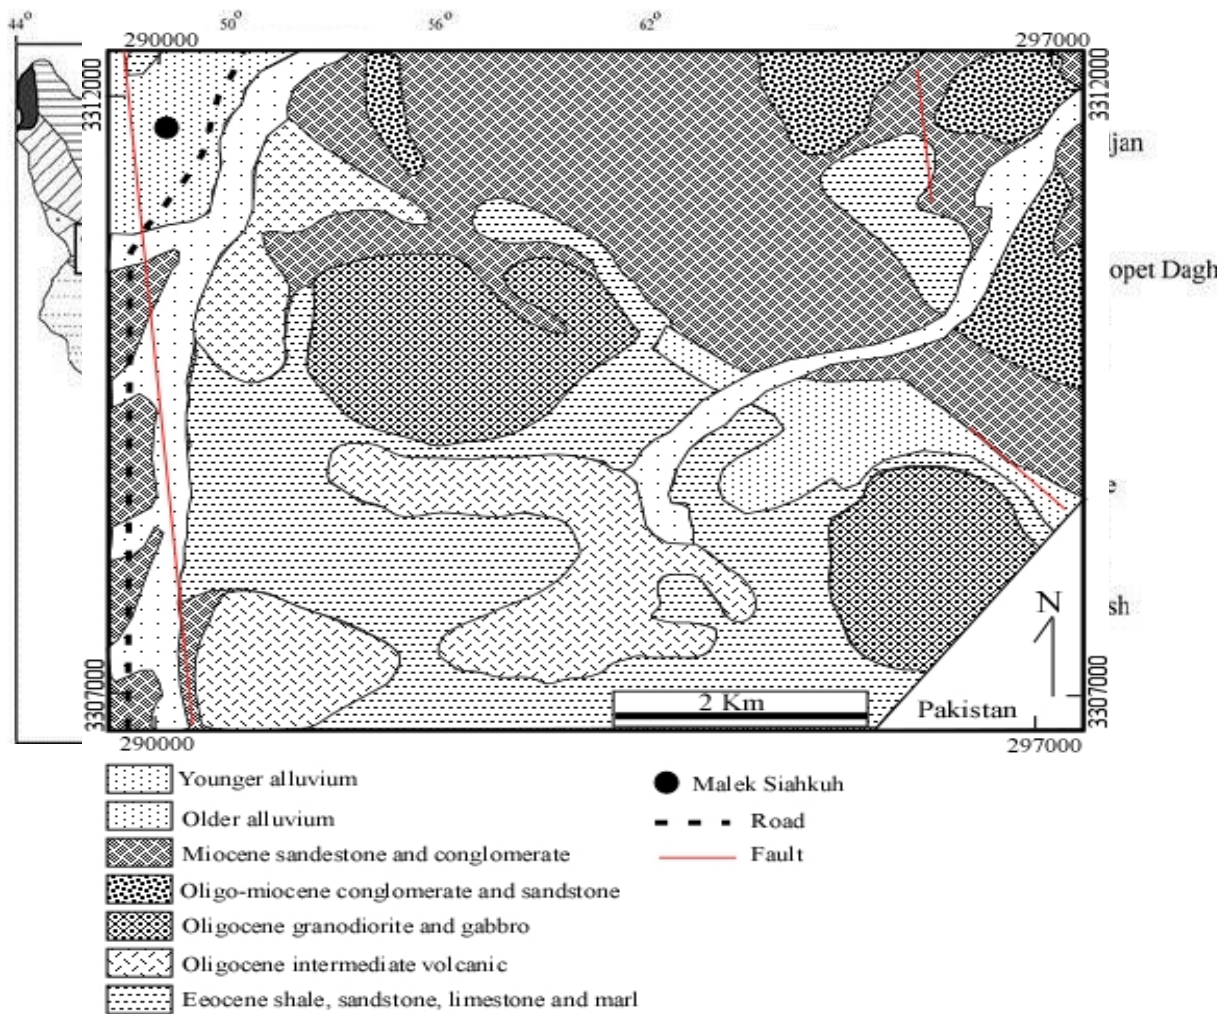 44° 50° 56° 62°
290000 297000
3312000 3312000
ljan
opet Dagh
e
sh
N
3307000 3307000
2 Km
Pakistan
290000 297000
Younger alluvium
Older alluvium
Miocene sandestone and conglomerate
Oligo-miocene conglomerate and sandstone
Oligocene granodiorite and gabbro
Oligocene intermediate volcanic
Eeocene shale, sandstone, limestone and marl
Malek Siahkuh
Road
Fault